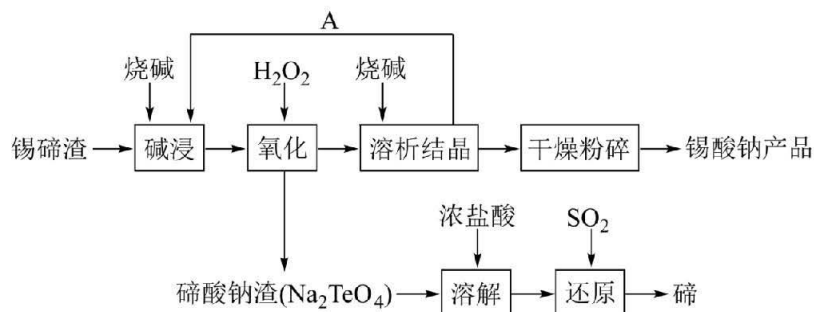 A
烧碱
H₂O₂
烧碱
锡碲渣
碱浸
氧化
溶析结晶
干燥粉碎
锡酸钠产品
浓盐酸
SO₂
碲酸钠渣(Na₂TeO₄)
溶解
还原
碲